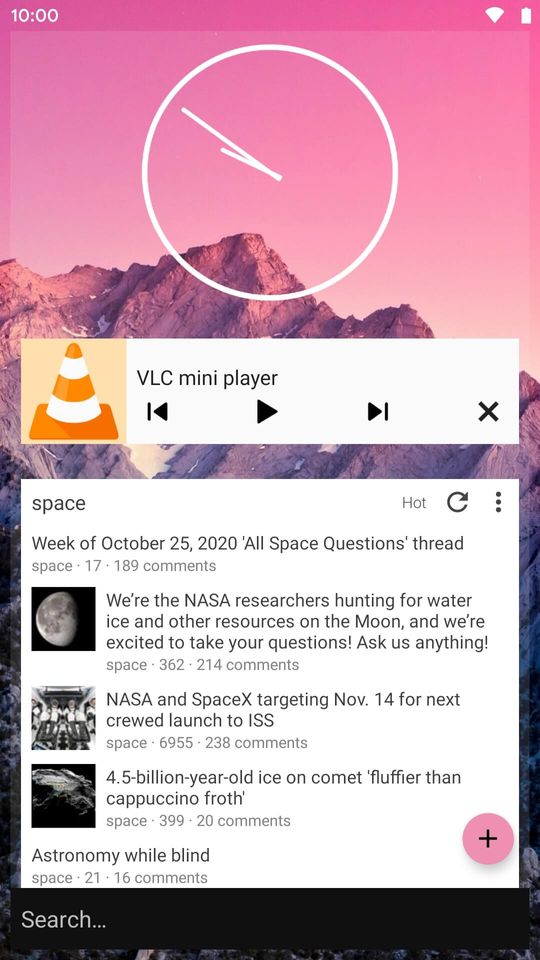 10:00
VLC mini player
space
Hot
Week of October 25, 2020 'All Space Questions' thread
space · 17 · 189 comments
We’re the NASA researchers hunting for water
ice and other resources on the Moon, and we’re
excited to take your questions! Ask us anything!
space · 362 · 214 comments
NASA and SpaceX targeting Nov. 14 for next
crewed launch to ISS
space · 6955 · 238 comments
4.5-billion-year-old ice on comet 'fluffier than
cappuccino froth'
space · 399 · 20 comments
Astronomy while blind
space · 21 · 16 comments
Search…